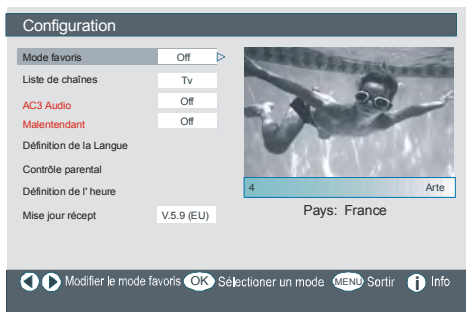 Configuration
Mode favoris Off
Liste de chaînes Tv
AC3 Audio Off
Malentendant Off
Définition de la Langue
Contrôle parental
Définition de l' heure
Mise jour récept V.5.9 (EU)
4 Arte
Pays: France
Modifier le mode favoris OK Sélectioner un mode MENU Sortir i Info